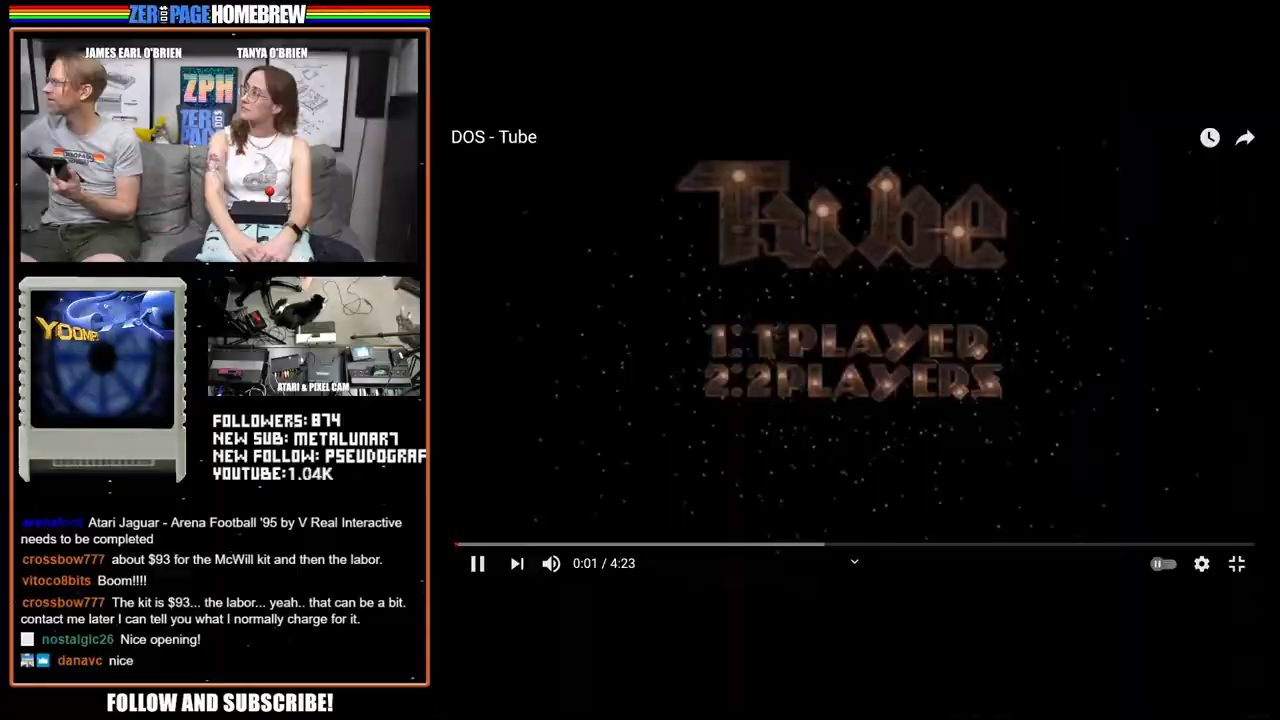 ZERO PAGE HOMEBREW
JAMES EARL O'BRIEN
TANYA O'BRIEN
ZPH
ZERO
PAGE
YOOMP!
ATARI & PIXEL CAM
FOLLOWERS: 874
NEW SUB: METALUNAR7
NEW FOLLOW: PSEUDOGRAF
YOUTUBE:1.04K
Atari Jaguar - Arena Football '95 by V Real Interactive
needs to be completed
crossbow777 about $93 for the McWill kit and then the labor.
vitoco8bits Boom!!!!
crossbow777 The kit is $93... the labor... yeah.. that can be a bit.
contact me later I can tell you what I normally charge for it.
nostalgic26 Nice opening!
danavc nice
FOLLOW AND SUBSCRIBE!
DOS - Tube
Tube
1: 1 PLAYER
2: 2 PLAYERS
0:01 / 4:23